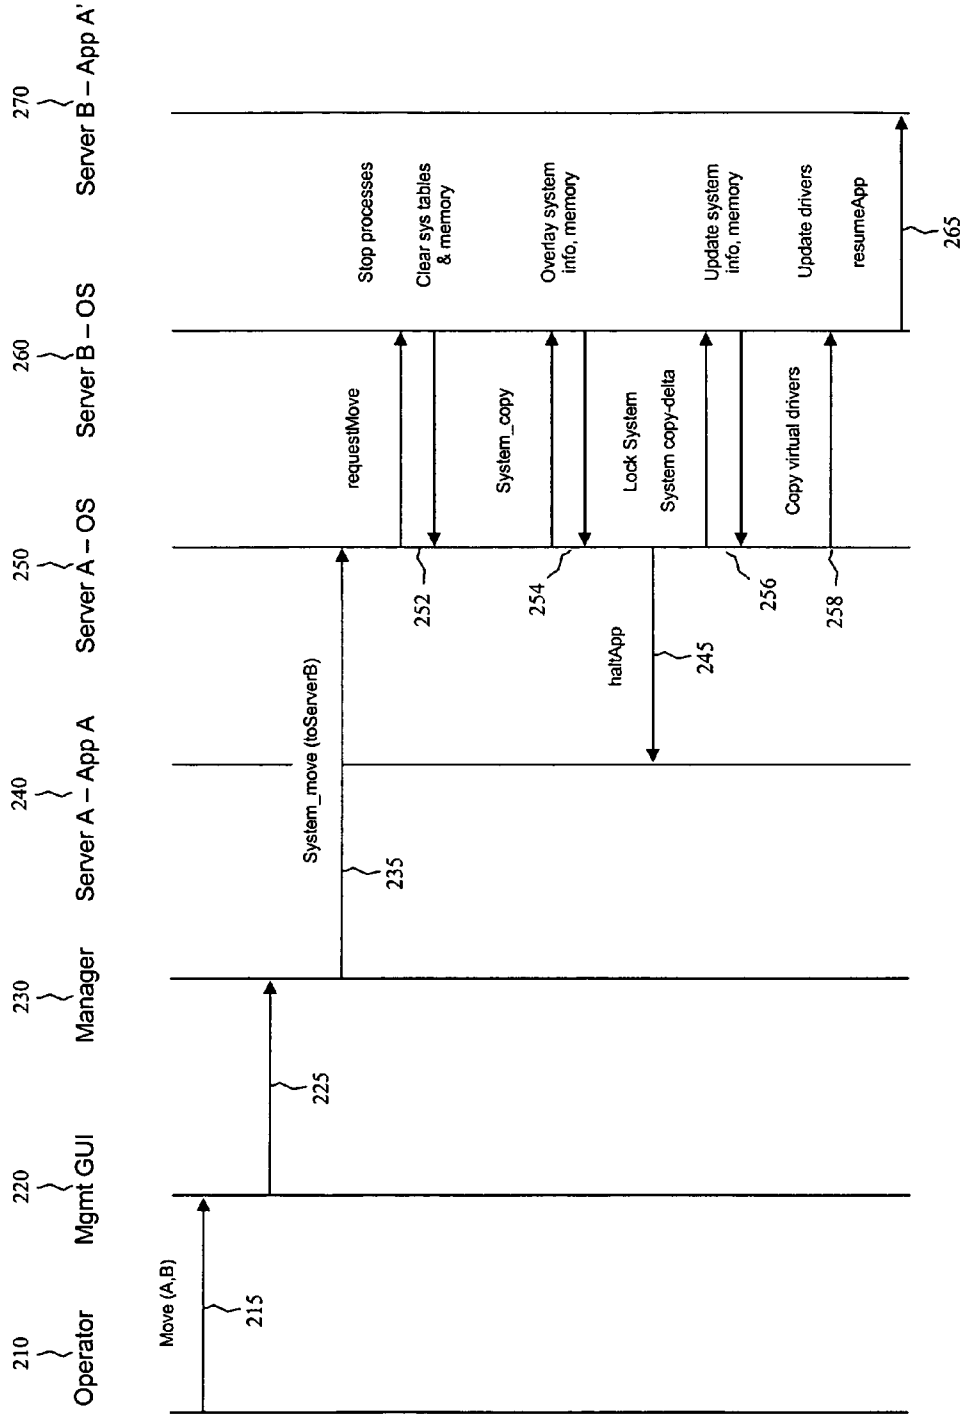 210
220
230
240
250
260
270
Operator
Mgmt GUI
Manager
Server A – App A
Server A – OS
Server B – OS
Server B – App A'
Move (A,B)
215
225
System_move (toServerB)
235
requestMove
Stop processes
252
Clear sys tables
& memory
System_copy
Overlay system
info, memory
254
haltApp
Lock System
245
System copy-delta
Update system
info, memory
256
Copy virtual drivers
Update drivers
258
resumeApp
265